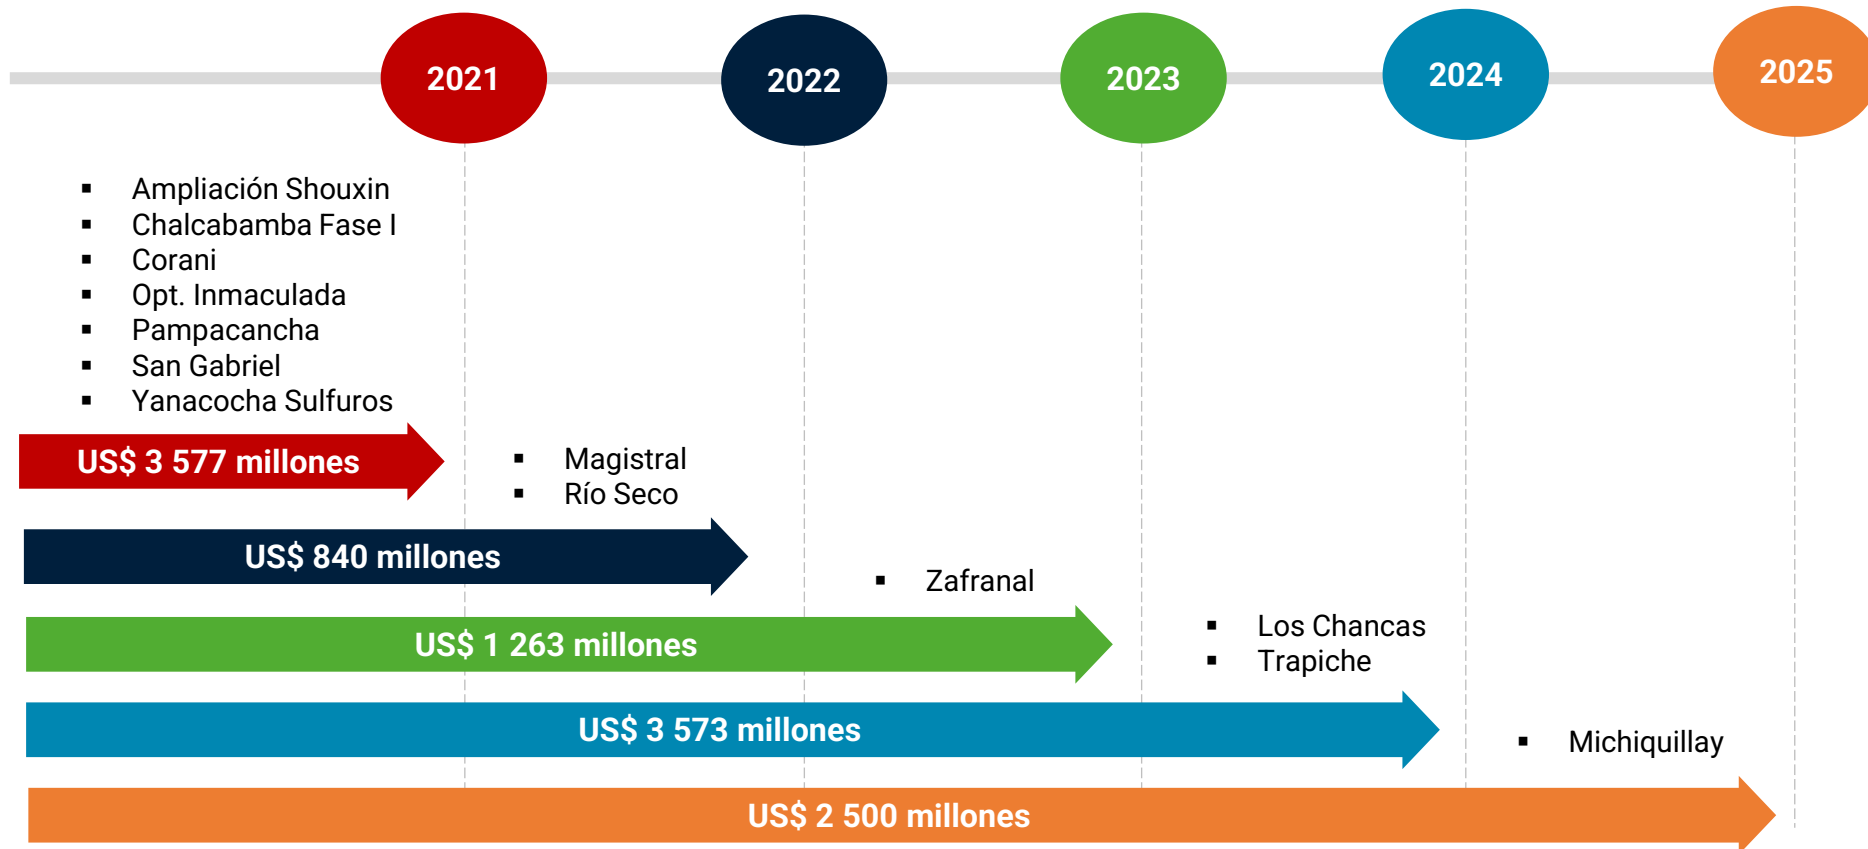 2021
2022
2023
2024
2025
▪ Ampliación Shouxin
▪ Chalcabamba Fase I
▪ Corani
▪ Opt. Inmaculada
▪ Pampacancha
▪ San Gabriel
▪ Yanacocha Sulfuros
US$ 3 577 millones
▪ Magistral
▪ Río Seco
US$ 840 millones
▪ Zafranal
US$ 1 263 millones
▪ Los Chancas
▪ Trapiche
US$ 3 573 millones
▪ Michiquillay
US$ 2 500 millones